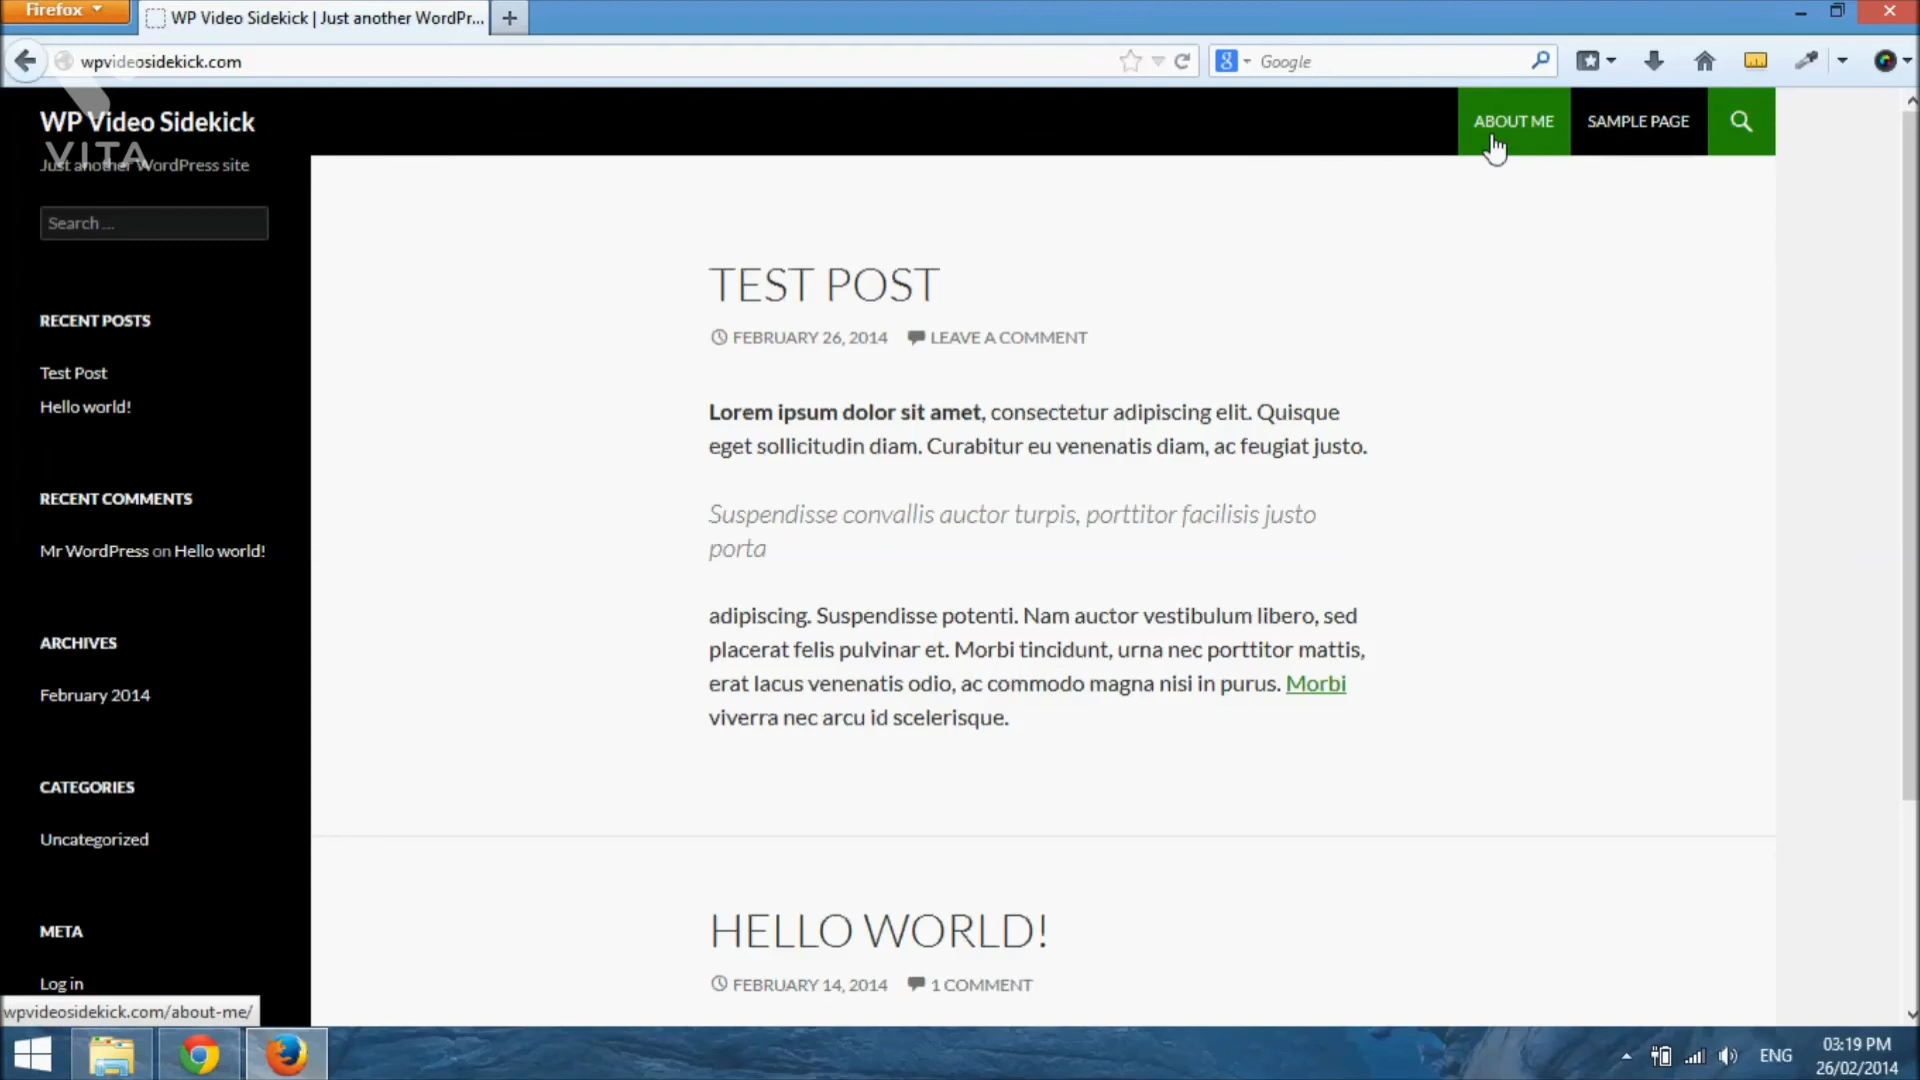 Firefox
WP Video Sidekick | Just another WordPr...
wpvideosidekick.com
Google
WP Video Sidekick
VITA
Just another WordPress site
ABOUT ME
SAMPLE PAGE
Search ...
RECENT POSTS
Test Post
Hello world!
RECENT COMMENTS
Mr WordPress on Hello world!
ARCHIVES
February 2014
CATEGORIES
Uncategorized
META
Log in
TEST POST
FEBRUARY 26, 2014 LEAVE A COMMENT
Lorem ipsum dolor sit amet, consectetur adipiscing elit. Quisque
eget sollicitudin diam. Curabitur eu venenatis diam, ac feugiat justo.
Suspendisse convallis auctor turpis, porttitor facilisis justo
porta
adipiscing. Suspendisse potenti. Nam auctor vestibulum libero, sed
placerat felis pulvinar et. Morbi tincidunt, urna nec porttitor mattis,
erat lacus venenatis odio, ac commodo magna nisi in purus. Morbi
viverra nec arcu id scelerisque.
HELLO WORLD!
FEBRUARY 14, 2014 1 COMMENT
wpvideosidekick.com/about-me/
ENG
03:19 PM
26/02/2014